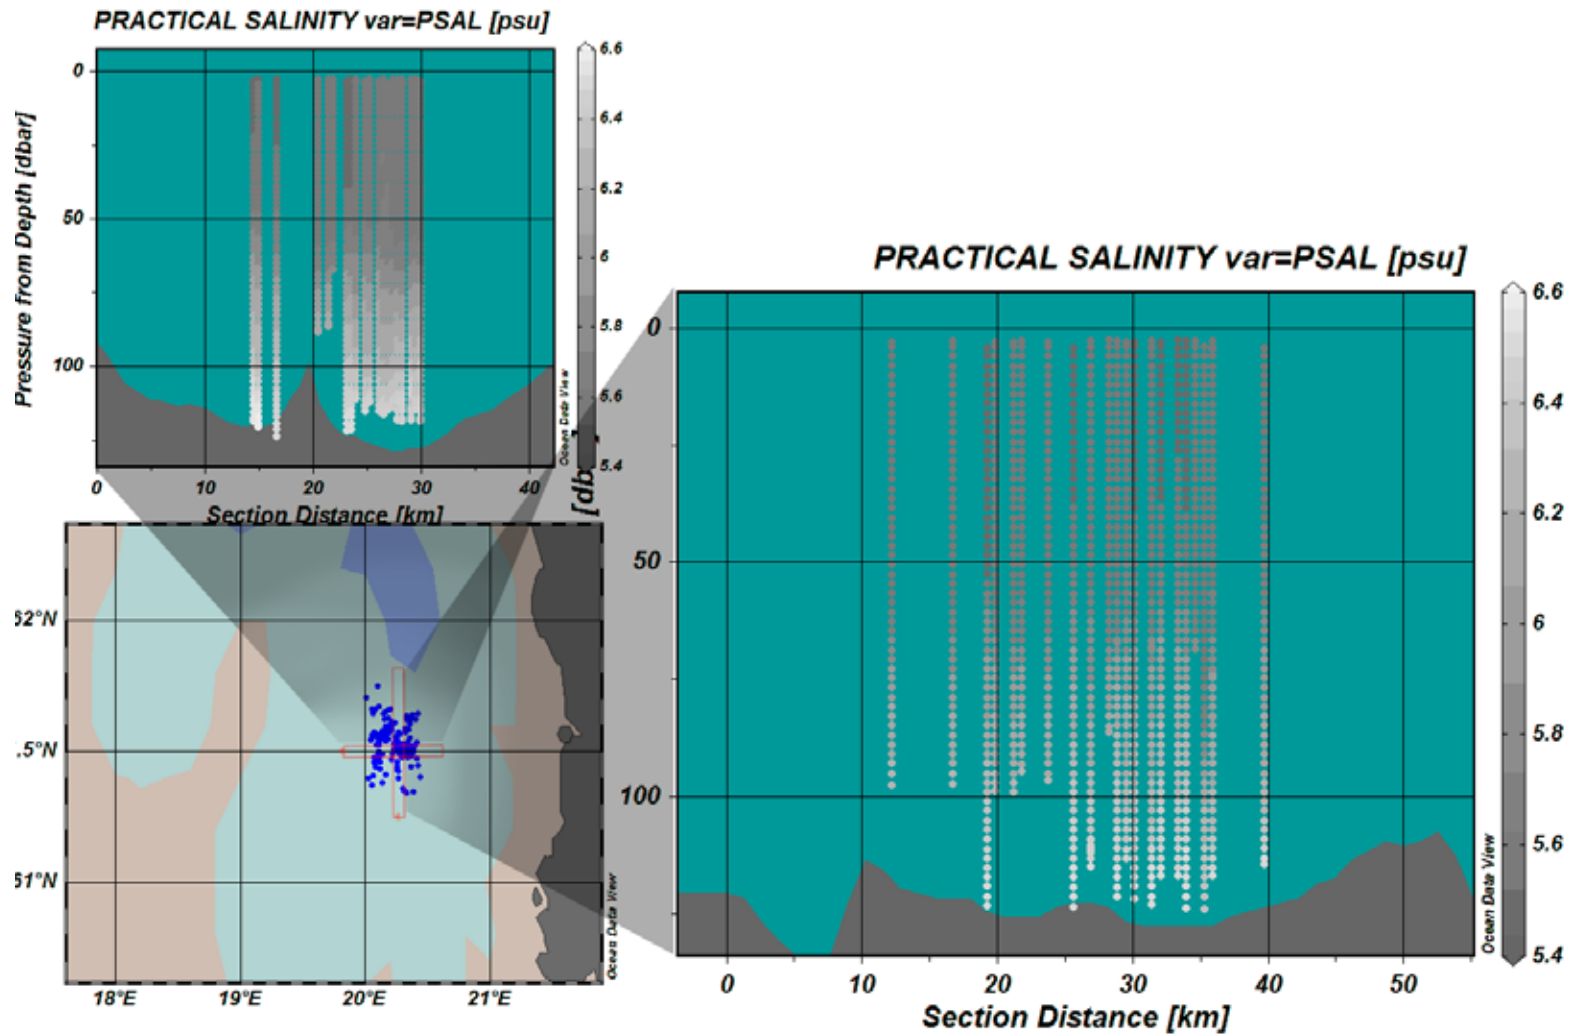 PRACTICAL SALINITY var=PSAL [psu]
6.6
6.4
6.2
6
5.8
5.6
5.4
Pressure from Depth [dbar]
0
50
100
Ocean Data View
0
10
20
30
40
Section Distance [km]
[db
PRACTICAL SALINITY var=PSAL [psu]
0
50
100
6.6
6.4
6.2
6
5.8
5.6
5.4
Ocean Data View
0
10
20
30
40
50
Section Distance [km]
52°N
.5°N
51°N
18°E
19°E
20°E
21°E
Ocean Data View